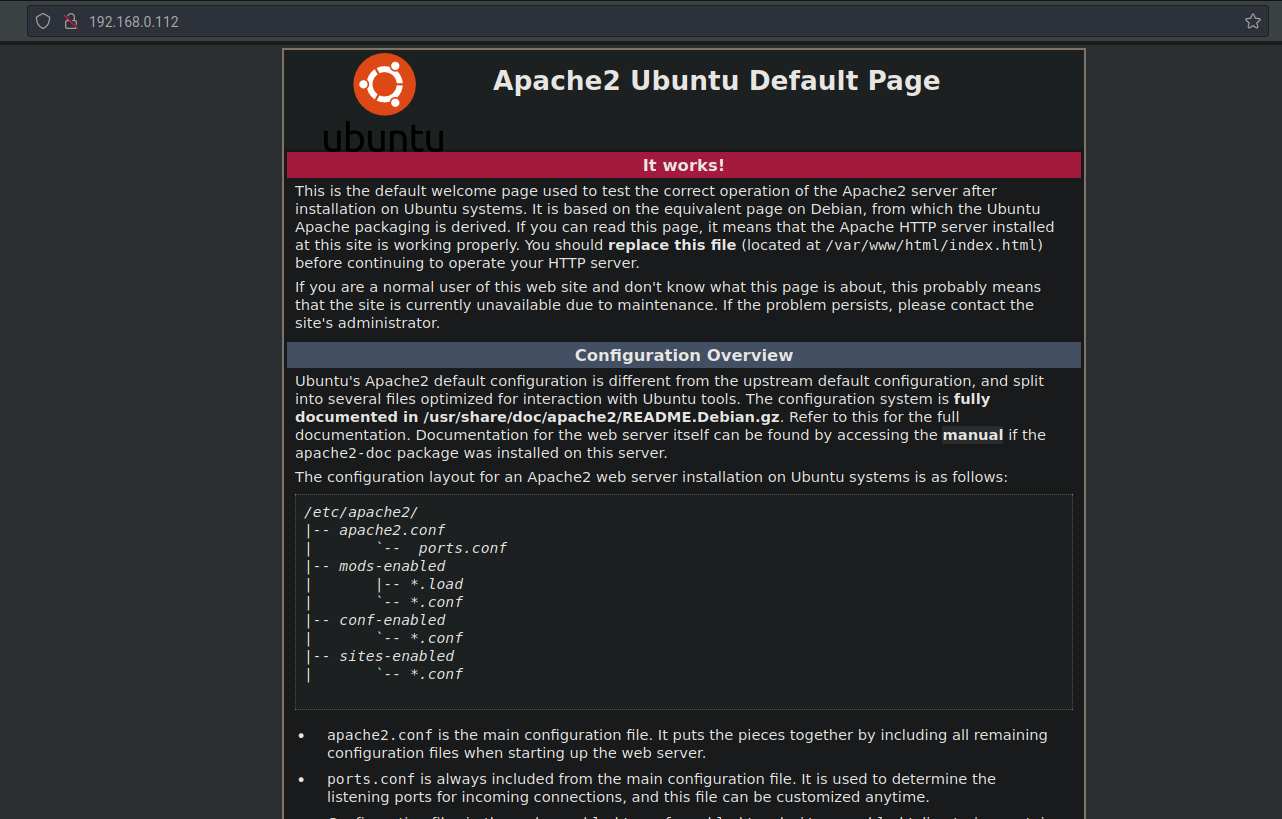 192.168.0.112
Apache2 Ubuntu Default Page
ubuntu
It works!
This is the default welcome page used to test the correct operation of the Apache2 server after
installation on Ubuntu systems. It is based on the equivalent page on Debian, from which the Ubuntu
Apache packaging is derived. If you can read this page, it means that the Apache HTTP server installed
at this site is working properly. You should replace this file (located at /var/www/html/index.html)
before continuing to operate your HTTP server.
If you are a normal user of this web site and don't know what this page is about, this probably means
that the site is currently unavailable due to maintenance. If the problem persists, please contact the
site's administrator.
Configuration Overview
Ubuntu's Apache2 default configuration is different from the upstream default configuration, and split
into several files optimized for interaction with Ubuntu tools. The configuration system is fully
documented in /usr/share/doc/apache2/README.Debian.gz. Refer to this for the full
documentation. Documentation for the web server itself can be found by accessing the manual if the
apache2-doc package was installed on this server.
The configuration layout for an Apache2 web server installation on Ubuntu systems is as follows:
/etc/apache2/
|-- apache2.conf
|       `--  ports.conf
|-- mods-enabled
|       |-- *.load
|       `-- *.conf
|-- conf-enabled
|       `-- *.conf
|-- sites-enabled
|       `-- *.conf
• apache2.conf is the main configuration file. It puts the pieces together by including all remaining
configuration files when starting up the web server.
• ports.conf is always included from the main configuration file. It is used to determine the
listening ports for incoming connections, and this file can be customized anytime.